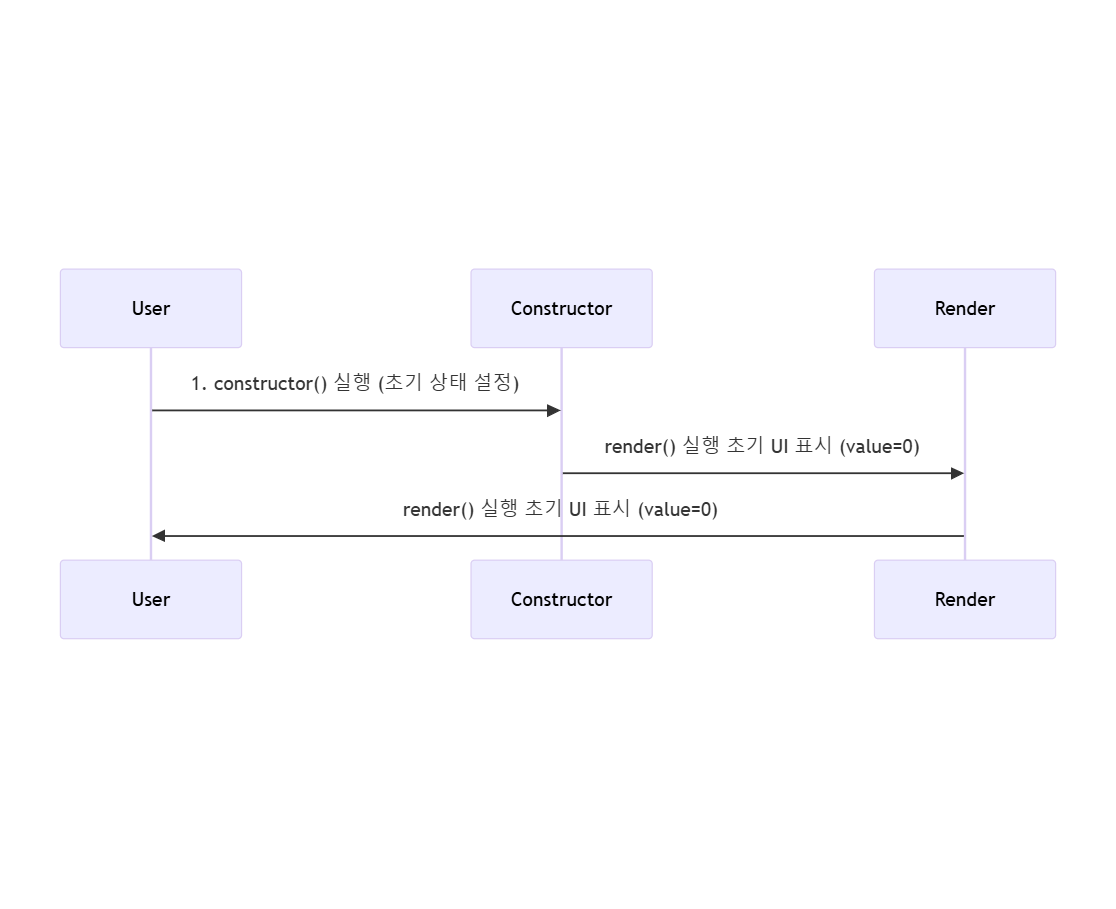 User
Constructor
Render
1. constructor() 실행 (초기 상태 설정)
render() 실행 초기 UI 표시 (value=0)
render() 실행 초기 UI 표시 (value=0)
User
Constructor
Render